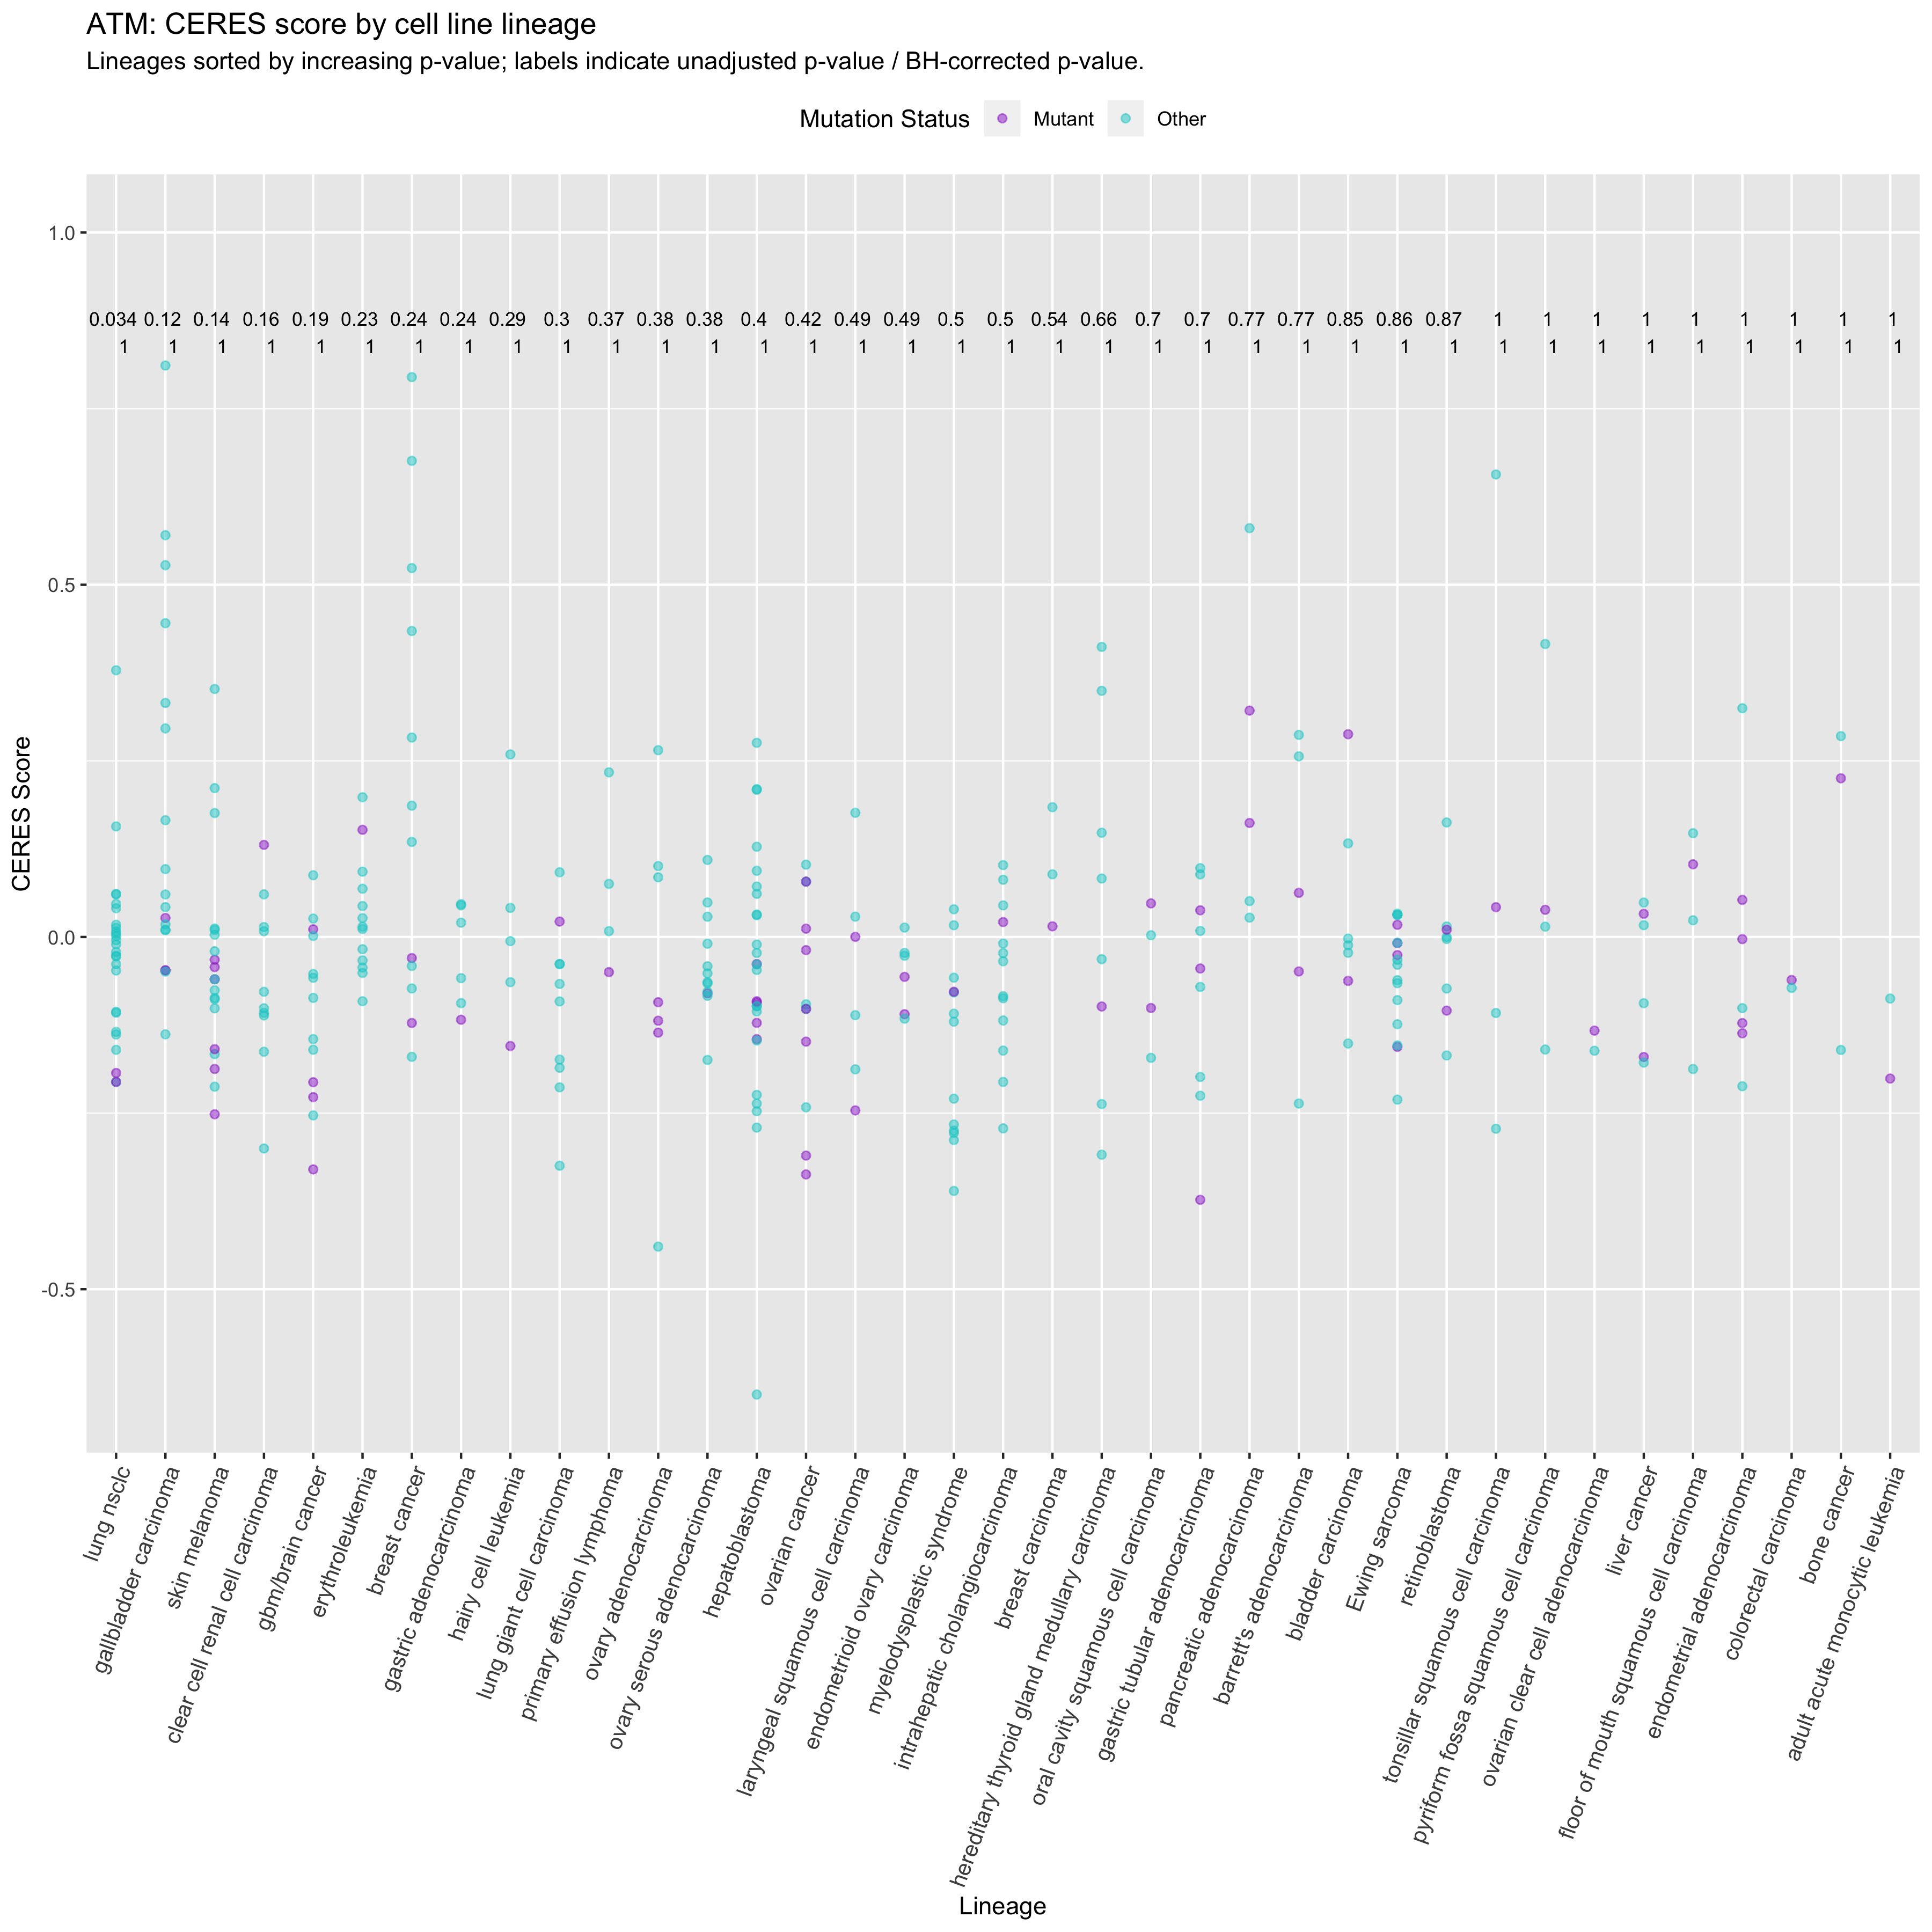 ATM: CERES score by cell line lineage
Lineages sorted by increasing p-value; labels indicate unadjusted p-value / BH-corrected p-value.
Mutation Status Mutant Other
1.0
0.034 0.12 0.14 0.16 0.19 0.23 0.24 0.24 0.29 0.3 0.37 0.38 0.38 0.4 0.42 0.49 0.49 0.5 0.5 0.54 0.66 0.7 0.7 0.77 0.77 0.85 0.86 0.87 1 1 1 1 1 1 1 1 1
1 1 1 1 1 1 1 1 1 1 1 1 1 1 1 1 1 1 1 1 1 1 1 1 1 1 1 1 1 1 1 1 1 1 1 1 1
0.5
CERES Score
0.0
-0.5
lung nsclc
gallbladder carcinoma
skin melanoma
clear cell renal cell carcinoma
gbm/brain cancer
erythroleukemia
breast cancer
gastric adenocarcinoma
hairy cell leukemia
lung giant cell carcinoma
primary effusion lymphoma
ovary adenocarcinoma
ovary serous adenocarcinoma
hepatoblastoma
ovarian cancer
laryngeal squamous cell carcinoma
endometrioid ovary carcinoma
myelodysplastic syndrome
intrahepatic cholangiocarcinoma
breast carcinoma
hereditary thyroid gland medullary carcinoma
oral cavity squamous cell carcinoma
gastric tubular adenocarcinoma
pancreatic adenocarcinoma
barrett's adenocarcinoma
bladder carcinoma
Ewing sarcoma
retinoblastoma
tonsillar squamous cell carcinoma
pyriform fossa squamous cell carcinoma
ovarian clear cell adenocarcinoma
liver cancer
floor of mouth squamous cell carcinoma
endometrial adenocarcinoma
colorectal carcinoma
bone cancer
adult acute monocytic leukemia
Lineage